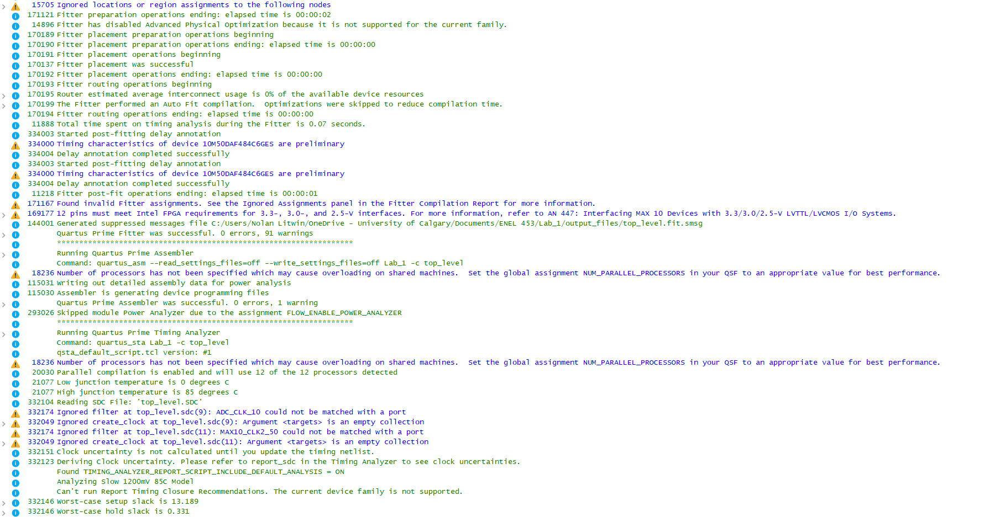 15705 Ignored locations or region assignments to the following nodes
171121 Fitter preparation operations ending: elapsed time is 00:00:02
14896 Fitter has disabled Advanced Physical Optimization because it is not supported for the current family.
170189 Fitter placement preparation operations beginning
170190 Fitter placement preparation operations ending: elapsed time is 00:00:00
170191 Fitter placement operations beginning
170137 Fitter placement was successful
170192 Fitter placement operations ending: elapsed time is 00:00:00
170193 Fitter routing operations beginning
170195 Router estimated average interconnect usage is 0% of the available device resources
170199 The Fitter performed an Auto Fit compilation.  Optimizations were skipped to reduce compilation time.
170194 Fitter routing operations ending: elapsed time is 00:00:00
11888 Total time spent on timing analysis during the Fitter is 0.07 seconds.
334003 Started post-fitting delay annotation
334000 Timing characteristics of device 10M50DAF484C6GES are preliminary
334004 Delay annotation completed successfully
334003 Started post-fitting delay annotation
334000 Timing characteristics of device 10M50DAF484C6GES are preliminary
334004 Delay annotation completed successfully
11218 Fitter post-fit operations ending: elapsed time is 00:00:01
171167 Found invalid Fitter assignments. See the Ignored Assignments panel in the Fitter Compilation Report for more information.
169177 12 pins must meet Intel FPGA requirements for 3.3-, 3.0-, and 2.5-V interfaces. For more information, refer to AN 447: Interfacing MAX 10 Devices with 3.3/3.0/2.5-V LVTTL/LVCMOS I/O Systems.
144001 Generated suppressed messages file C:/Users/Nolan Litwin/OneDrive - University of Calgary/Documents/ENEL 453/Lab_1/output_files/top_level.fit.smsg
Quartus Prime Fitter was successful. 0 errors, 91 warnings
*******************************************************************
Running Quartus Prime Assembler
Command: quartus_asm --read_settings_files=off --write_settings_files=off Lab_1 -c top_level
18236 Number of processors has not been specified which may cause overloading on shared machines.  Set the global assignment NUM_PARALLEL_PROCESSORS in your QSF to an appropriate value for best performance.
115031 Writing out detailed assembly data for power analysis
115030 Assembler is generating device programming files
Quartus Prime Assembler was successful. 0 errors, 1 warning
293026 Skipped module Power Analyzer due to the assignment FLOW_ENABLE_POWER_ANALYZER
*******************************************************************
Running Quartus Prime Timing Analyzer
Command: quartus_sta Lab_1 -c top_level
qsta_default_script.tcl version: #1
18236 Number of processors has not been specified which may cause overloading on shared machines.  Set the global assignment NUM_PARALLEL_PROCESSORS in your QSF to an appropriate value for best performance.
20030 Parallel compilation is enabled and will use 12 of the 12 processors detected
21077 Low junction temperature is 0 degrees C
21077 High junction temperature is 85 degrees C
332104 Reading SDC File: 'top_level.SDC'
332174 Ignored filter at top_level.sdc(9): ADC_CLK_10 could not be matched with a port
332049 Ignored create_clock at top_level.sdc(9): Argument <targets> is an empty collection
332174 Ignored filter at top_level.sdc(11): MAX10_CLK2_50 could not be matched with a port
332049 Ignored create_clock at top_level.sdc(11): Argument <targets> is an empty collection
332151 Clock uncertainty is not calculated until you update the timing netlist.
332123 Deriving Clock Uncertainty. Please refer to report_sdc in the Timing Analyzer to see clock uncertainties.
Found TIMING_ANALYZER_REPORT_SCRIPT_INCLUDE_DEFAULT_ANALYSIS = ON
Analyzing Slow 1200mV 85C Model
Can't run Report Timing Closure Recommendations. The current device family is not supported.
332146 Worst-case setup slack is 13.189
332146 Worst-case hold slack is 0.331